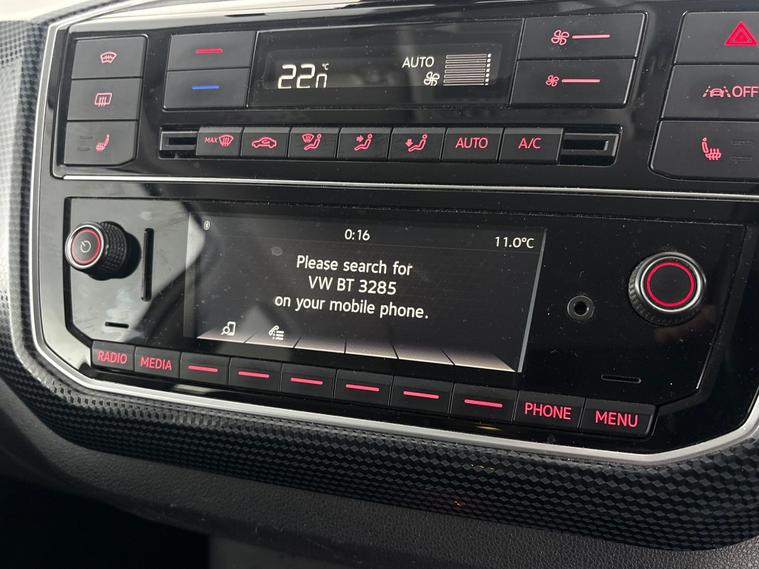 22
°C
AUTO
OFF
MAX
AUTO
A/C
0:16
11.0°C
Please search for
VW BT 3285
on your mobile phone.
RADIO
MEDIA
PHONE
MENU